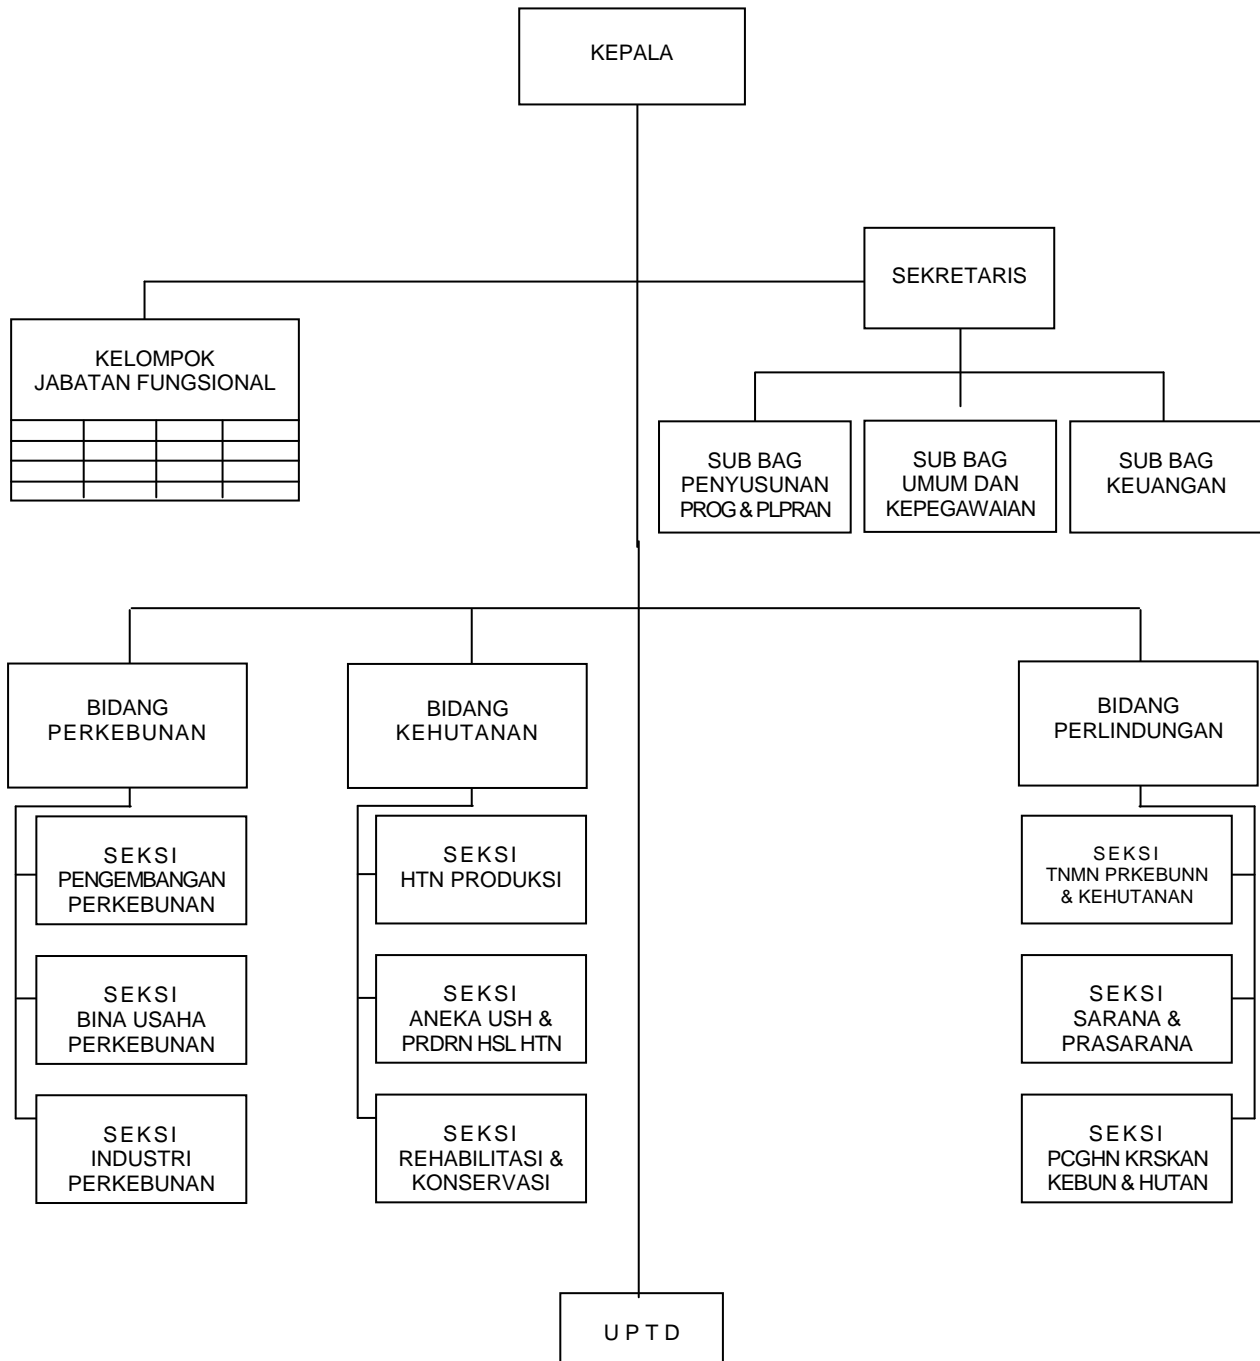 KEPALA
SEKRETARIS
KELOMPOK
JABATAN FUNGSIONAL
SUB BAG
PENYUSUNAN
PROG & PLPRAN
SUB BAG
UMUM DAN
KEPEGAWAIAN
SUB BAG
KEUANGAN
BIDANG
PERKEBUNAN
BIDANG
KEHUTANAN
BIDANG
PERLINDUNGAN
SEKSI
PENGEMBANGAN
PERKEBUNAN
SEKSI
HTN PRODUKSI
SEKSI
TNMN PRKEBUNN
& KEHUTANAN
SEKSI
BINA USAHA
PERKEBUNAN
SEKSI
ANEKA USH &
PRDRN HSL HTN
SEKSI
SARANA &
PRASARANA
SEKSI
INDUSTRI
PERKEBUNAN
SEKSI
REHABILITASI &
KONSERVASI
SEKSI
PCGHN KRSKAN
KEBUN & HUTAN
U P T D